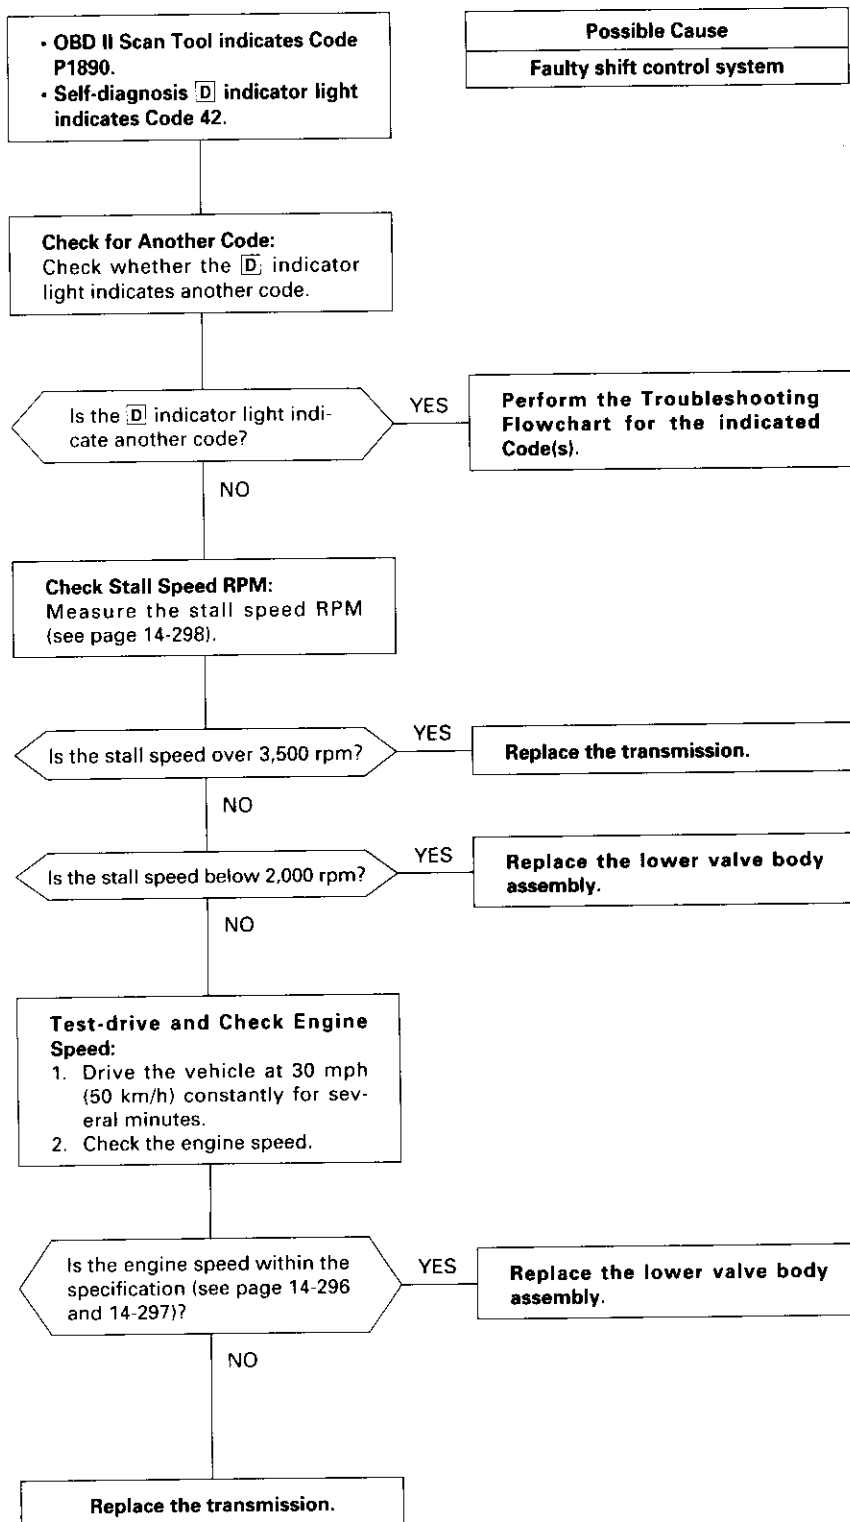 • OBD II Scan Tool indicates Code
P1890.
• Self-diagnosis D indicator light
indicates Code 42.
Possible Cause
Faulty shift control system
Check for Another Code:
Check whether the D indicator
light indicates another code.
Is the D indicator light indi-
cate another code?
YES
Perform the Troubleshooting
Flowchart for the indicated
Code(s).
NO
Check Stall Speed RPM:
Measure the stall speed RPM
(see page 14-298).
Is the stall speed over 3,500 rpm?
YES
Replace the transmission.
NO
Is the stall speed below 2,000 rpm?
YES
Replace the lower valve body
assembly.
NO
Test-drive and Check Engine
Speed:
1. Drive the vehicle at 30 mph
(50 km/h) constantly for sev-
eral minutes.
2. Check the engine speed.
Is the engine speed within the
specification (see page 14-296
and 14-297)?
YES
Replace the lower valve body
assembly.
NO
Replace the transmission.